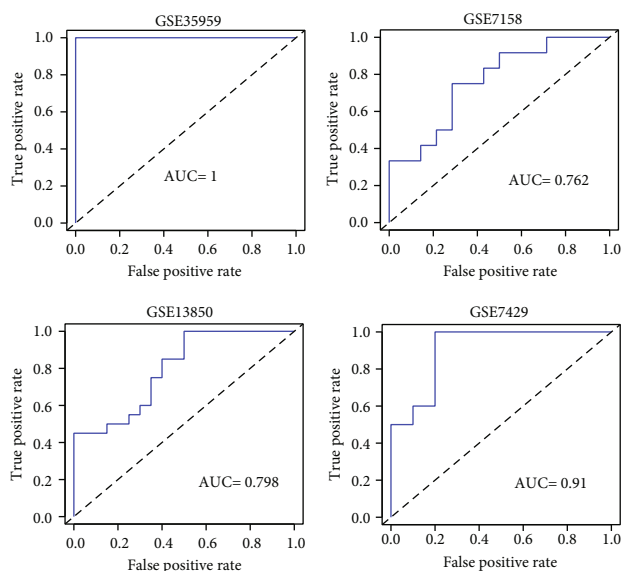 GSE35959
1.0
0.8
0.6
0.4
0.2
0.0
True positive rate
AUC= 1
0.0 0.2 0.4 0.6 0.8 1.0
False positive rate
GSE7158
1.0
0.8
0.6
0.4
0.2
0.0
True positive rate
AUC= 0.762
0.0 0.2 0.4 0.6 0.8 1.0
False positive rate
GSE13850
1.0
0.8
0.6
0.4
0.2
0.0
True positive rate
AUC= 0.798
0.0 0.2 0.4 0.6 0.8 1.0
False positive rate
GSE7429
1.0
0.8
0.6
0.4
0.2
0.0
True positive rate
AUC= 0.91
0.0 0.2 0.4 0.6 0.8 1.0
False positive rate